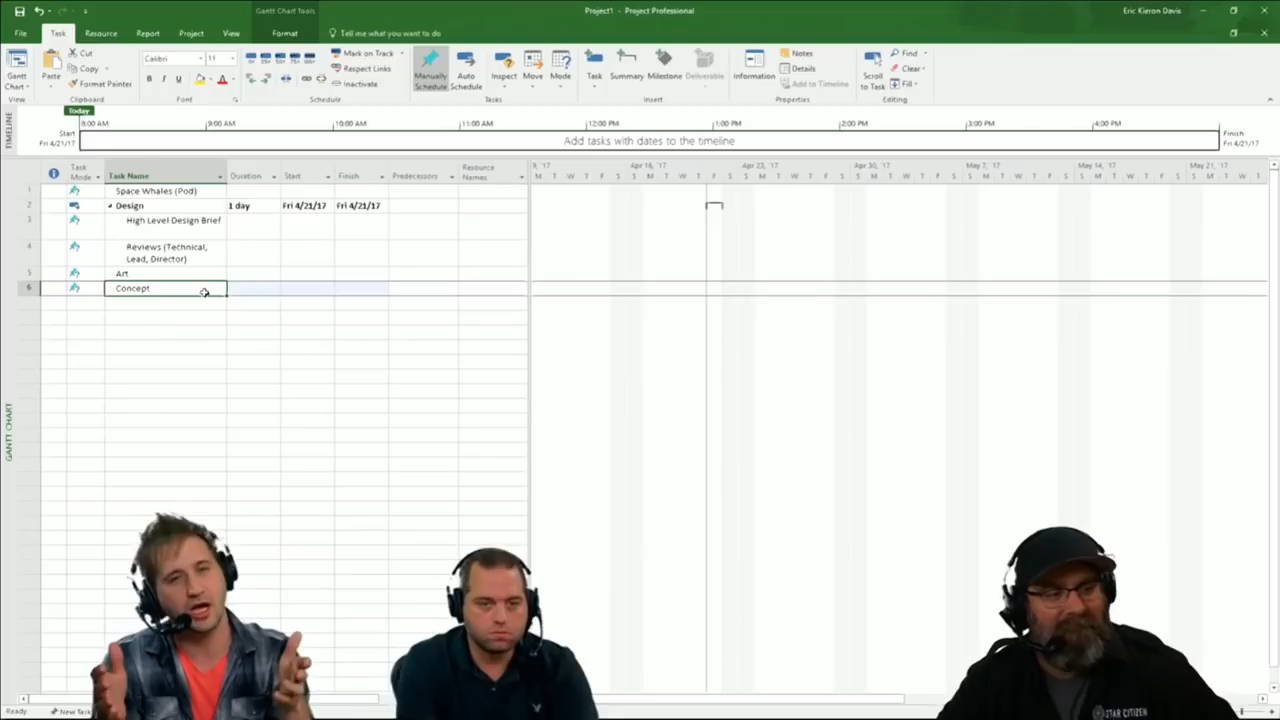 Gantt Chart Tools
Project1 - Project Professional
Eric Kieron Davis
File Task Resource Report Project View Format Tell me what you want to do
Gantt Chart
View
Paste
Cut
Copy
Format Painter
Clipboard
Calibri 11
B I U A
Font
Mark on Track
Respect Links
Inactivate
Schedule
Manually Schedule
Auto Schedule
Inspect
Move
Mode
Tasks
Task
Summary
Milestone
Deliverable
Insert
Information
Notes
Details
Add to Timeline
Properties
Scroll to Task
Find
Clear
Fill
Editing
TIMELINE
Today
8:00 AM 9:00 AM 10:00 AM 11:00 AM 12:00 PM 1:00 PM 2:00 PM 3:00 PM 4:00 PM
Start
Fri 4/21/17
Add tasks with dates to the timeline
Finish
Fri 4/21/17
Task Mode Task Name Duration Start Finish Predecessors Resource Names
9, '17 Apr 16, '17 Apr 23, '17 Apr 30, '17 May 7, '17 May 14, '17 May 21, '17
M T W T F S S M T W T F S S M T W T F S S M T W T F S S M T W T F S S M T W T F S S M T W T
1 Space Whales (Pod)
2 Design 1 day Fri 4/21/17 Fri 4/21/17
3 High Level Design Brief
4 Reviews (Technical,
Lead, Director)
5 Art
6 Concept
GANTT CHART
Ready New Task
STAR CITIZEN